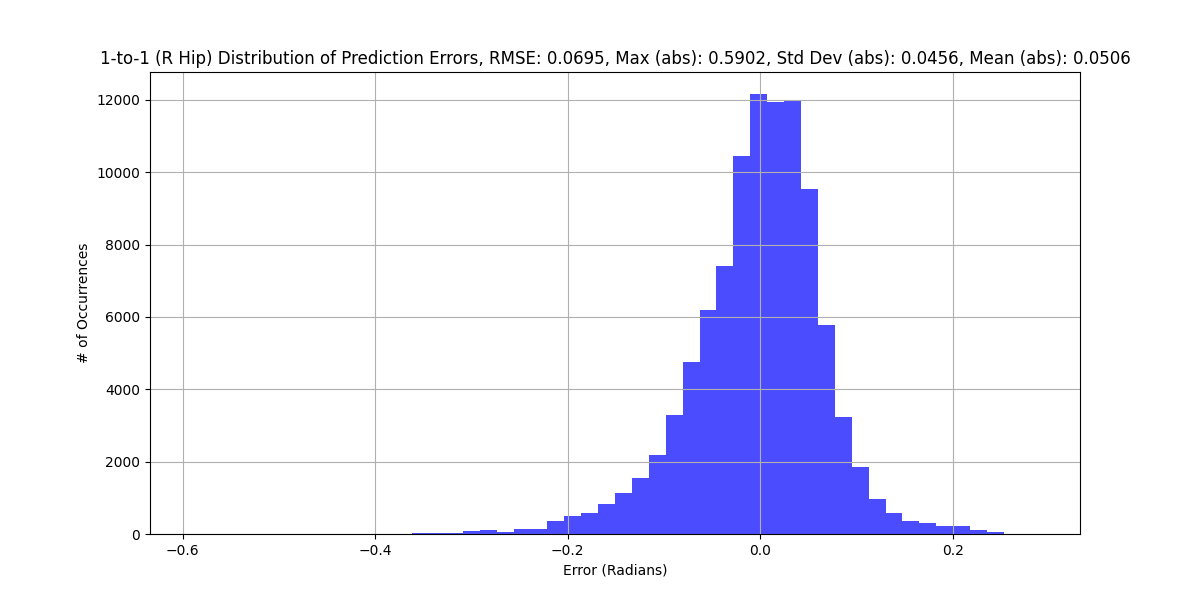 1-to-1 (R Hip) Distribution of Prediction Errors, RMSE: 0.0695, Max (abs): 0.5902, Std Dev (abs): 0.0456, Mean (abs): 0.0506
12000
10000
8000
6000
4000
2000
0
# of Occurrences
−0.6 −0.4 −0.2 0.0 0.2
Error (Radians)